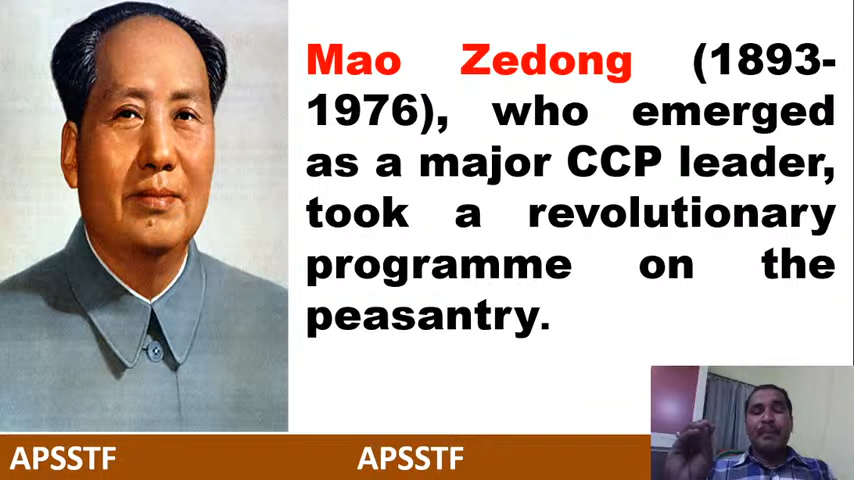 Mao Zedong (1893-
1976), who emerged
as a major CCP leader,
took a revolutionary
programme on the
peasantry.
APSSTF APSSTF